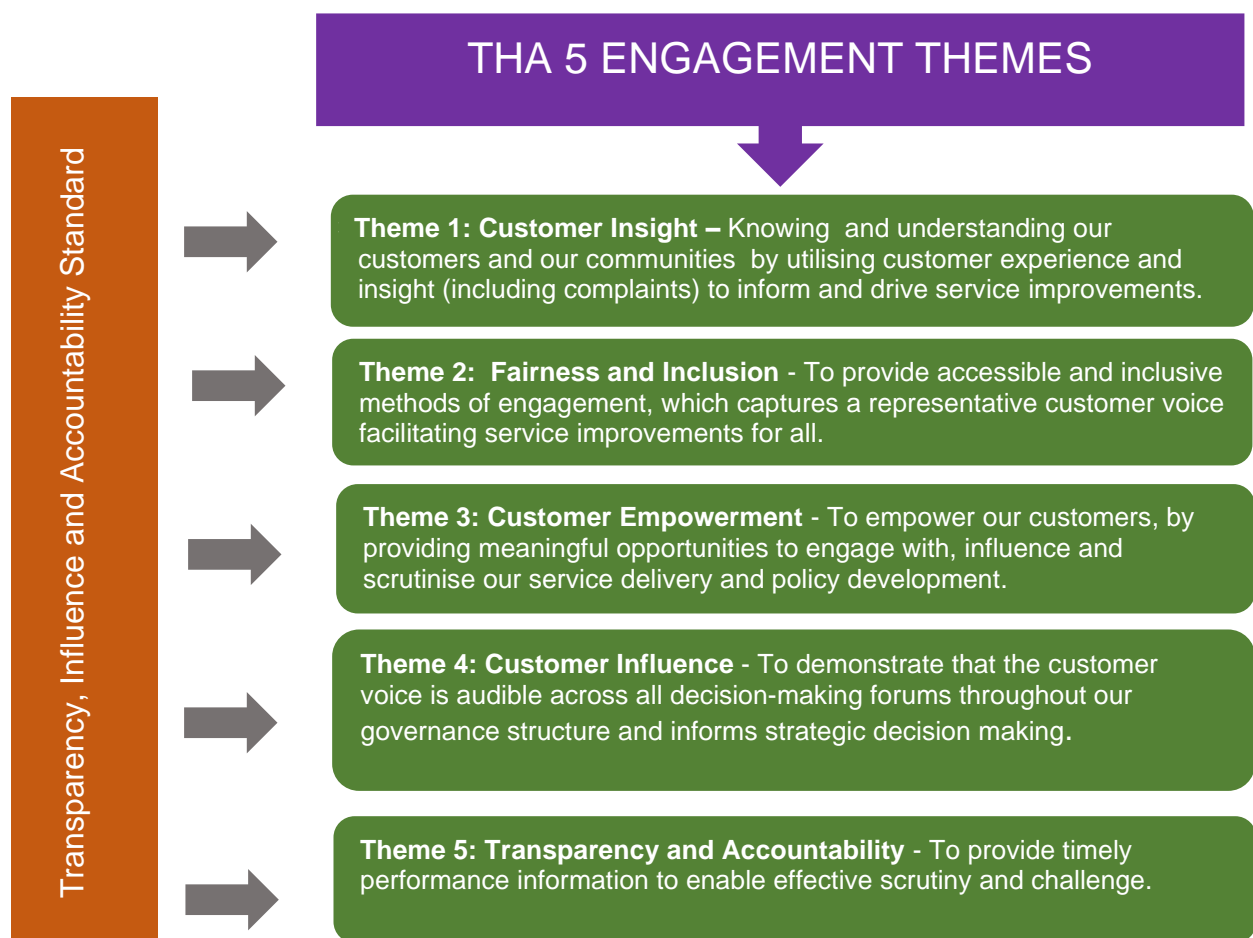 THA 5 ENGAGEMENT THEMES
Transparency, Influence and Accountability Standard
Theme 1: Customer Insight – Knowing and understanding our
customers and our communities by utilising customer experience and
insight (including complaints) to inform and drive service improvements.
Theme 2: Fairness and Inclusion - To provide accessible and inclusive
methods of engagement, which captures a representative customer voice
facilitating service improvements for all.
Theme 3: Customer Empowerment - To empower our customers, by
providing meaningful opportunities to engage with, influence and
scrutinise our service delivery and policy development.
Theme 4: Customer Influence - To demonstrate that the customer
voice is audible across all decision-making forums throughout our
governance structure and informs strategic decision making.
Theme 5: Transparency and Accountability - To provide timely
performance information to enable effective scrutiny and challenge.